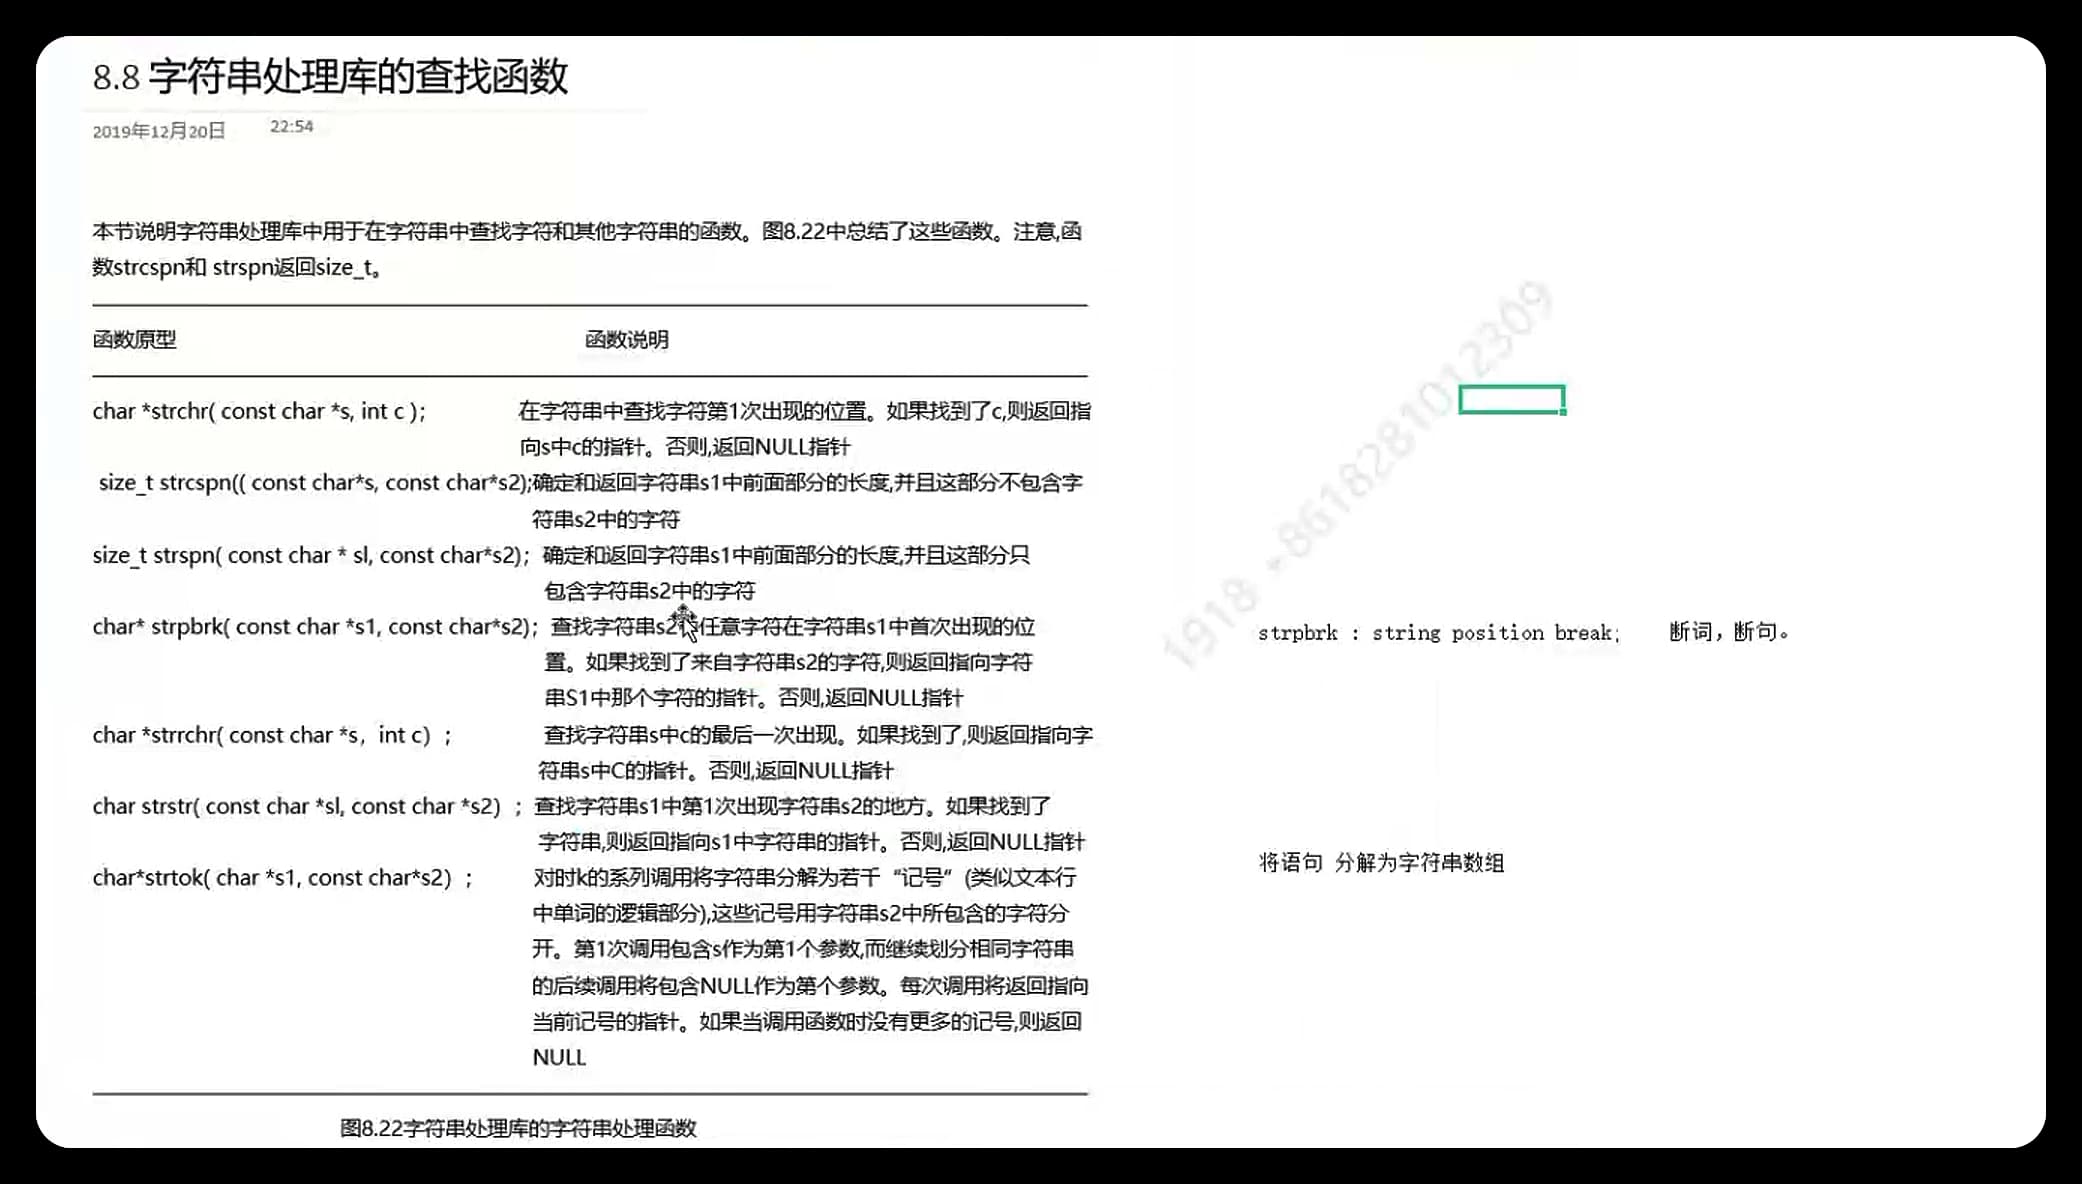 8.8 字符串处理库的查找函数
2019年12月20日 22:54
本节说明字符串处理库中用于在字符串中查找字符和其他字符串的函数。图8.22中总结了这些函数。注意,函
数strcspn和 strspn返回size_t。
函数原型 函数说明
char *strchr( const char *s, int c ); 在字符串中查找字符第1次出现的位置。如果找到了c,则返回指
向s中c的指针。否则,返回NULL指针
size_t strcspn(( const char*s, const char*s2);确定和返回字符串s1中前面部分的长度,并且这部分不包含字
符串s2中的字符
size_t strspn( const char * sl, const char*s2); 确定和返回字符串s1中前面部分的长度,并且这部分只
包含字符串s2中的字符
char* strpbrk( const char *s1, const char*s2); 查找字符串s2 任意字符在字符串s1中首次出现的位
置。如果找到了来自字符串s2的字符,则返回指向字符
串S1中那个字符的指针。否则,返回NULL指针
char *strrchr( const char *s, int c) ; 查找字符串s中c的最后一次出现。如果找到了,则返回指向字
符串s中C的指针。否则,返回NULL指针
char strstr( const char *sl, const char *s2) ; 查找字符串s1中第1次出现字符串s2的地方。如果找到了
字符串,则返回指向s1中字符串的指针。否则,返回NULL指针
char*strtok( char *s1, const char*s2) ; 对时k的系列调用将字符串分解为若干 “记号” (类似文本行
中单词的逻辑部分),这些记号用字符串s2中所包含的字符分
开。第1次调用包含s作为第1个参数,而继续划分相同字符串
的后续调用将包含NULL作为第个参数。每次调用将返回指向
当前记号的指针。如果当调用函数时没有更多的记号,则返回
NULL
图8.22字符串处理库的字符串处理函数
1918 +-8618281012309
strpbrk : string position break; 断词，断句。
将语句 分解为字符串数组